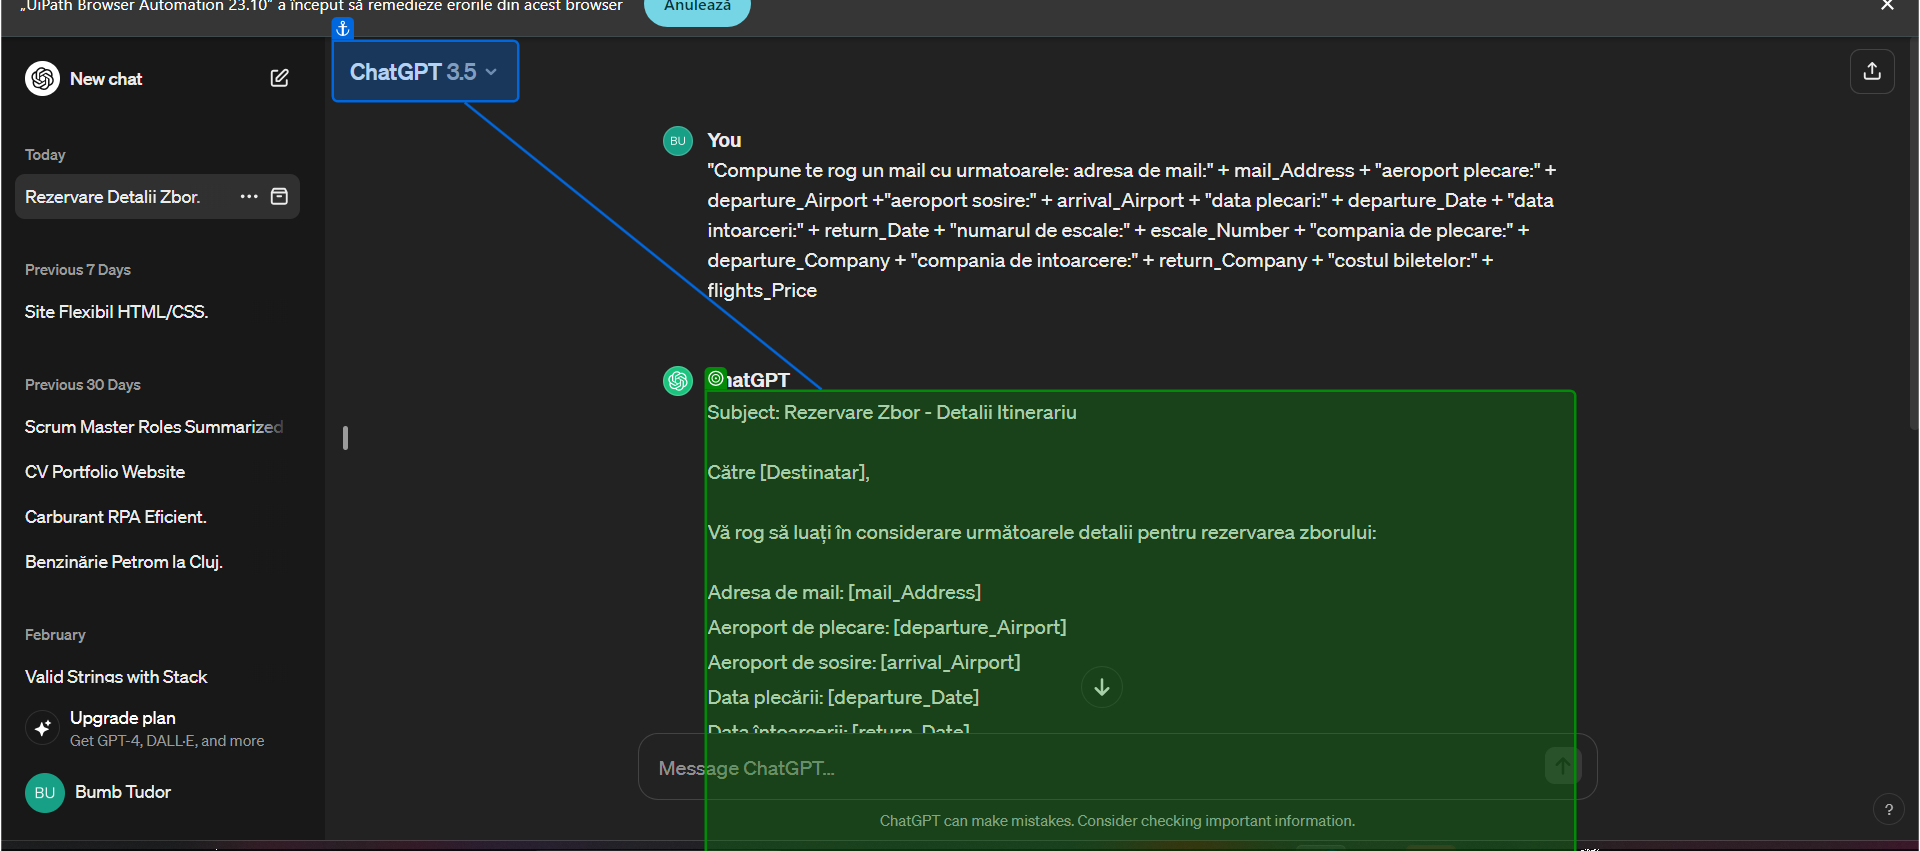 „UiPath Browser Automation 23.10” a început să remedieze erorile din acest browser
Anulează
New chat
ChatGPT 3.5
Today
Rezervare Detalii Zbor.
Previous 7 Days
Site Flexibil HTML/CSS.
Previous 30 Days
Scrum Master Roles Summarized
CV Portfolio Website
Carburant RPA Eficient.
Benzinărie Petrom la Cluj.
February
Valid Strings with Stack
Upgrade plan
Get GPT-4, DALL·E, and more
BU
Bumb Tudor
BU
You
"Compune te rog un mail cu urmatoarele: adresa de mail:" + mail_Address + "aeroport plecare:" +
departure_Airport +"aeroport sosire:" + arrival_Airport + "data plecari:" + departure_Date + "data
intoarceri:" + return_Date + "numarul de escale:" + escale_Number + "compania de plecare:" +
departure_Company + "compania de intoarcere:" + return_Company + "costul biletelor:" +
flights_Price
hatGPT
Subject: Rezervare Zbor - Detalii Itinerariu
Către [Destinatar],
Vă rog să luați în considerare următoarele detalii pentru rezervarea zborului:
Adresa de mail: [mail_Address]
Aeroport de plecare: [departure_Airport]
Aeroport de sosire: [arrival_Airport]
Data plecării: [departure_Date]
Data întoarcerii: [return_Date]
Message ChatGPT...
ChatGPT can make mistakes. Consider checking important information.
?